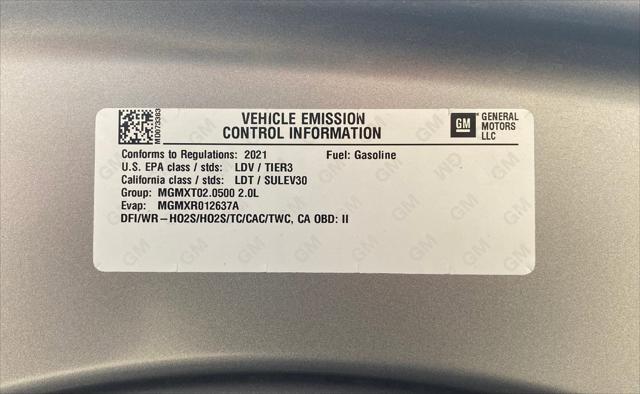 MD073383
VEHICLE EMISSION
CONTROL INFORMATION
GM
GENERAL
MOTORS
LLC
Conforms to Regulations: 2021 Fuel: Gasoline
U.S. EPA class / stds: LDV / TIER3
California class / stds: LDT / SULEV30
Group: MGMXT02.0500 2.0L
Evap: MGMXR012637A
DFI/WR-HO2S/HO2S/TC/CAC/TWC, CA OBD: II